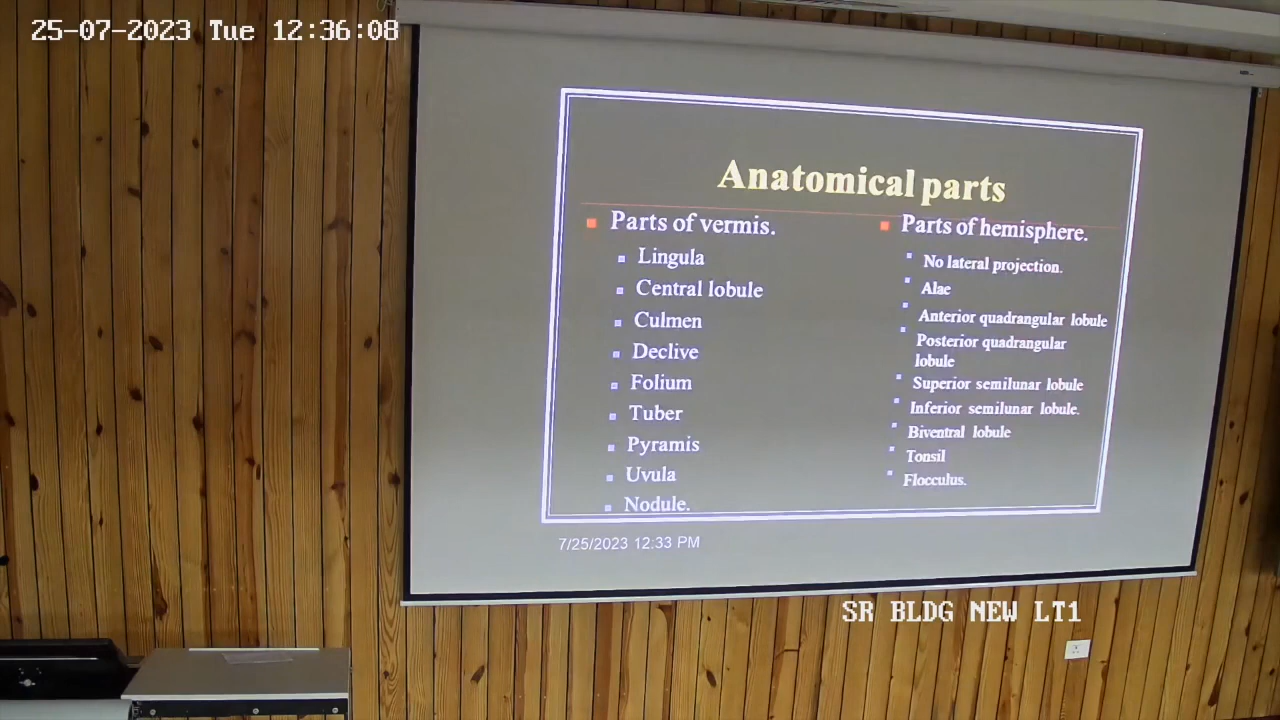 25-07-2023 Tue 12:36:08
Anatomical parts
Parts of vermis.
Lingula
Central lobule
Culmen
Declive
Folium
Tuber
Pyramis
Uvula
Nodule.
Parts of hemisphere.
No lateral projection.
Alae
Anterior quadrangular lobule
Posterior quadrangular
lobule
Superior semilunar lobule
Inferior semilunar lobule.
Biventral lobule
Tonsil
Flocculus.
7/25/2023 12:33 PM
SR BLDG NEW LT1